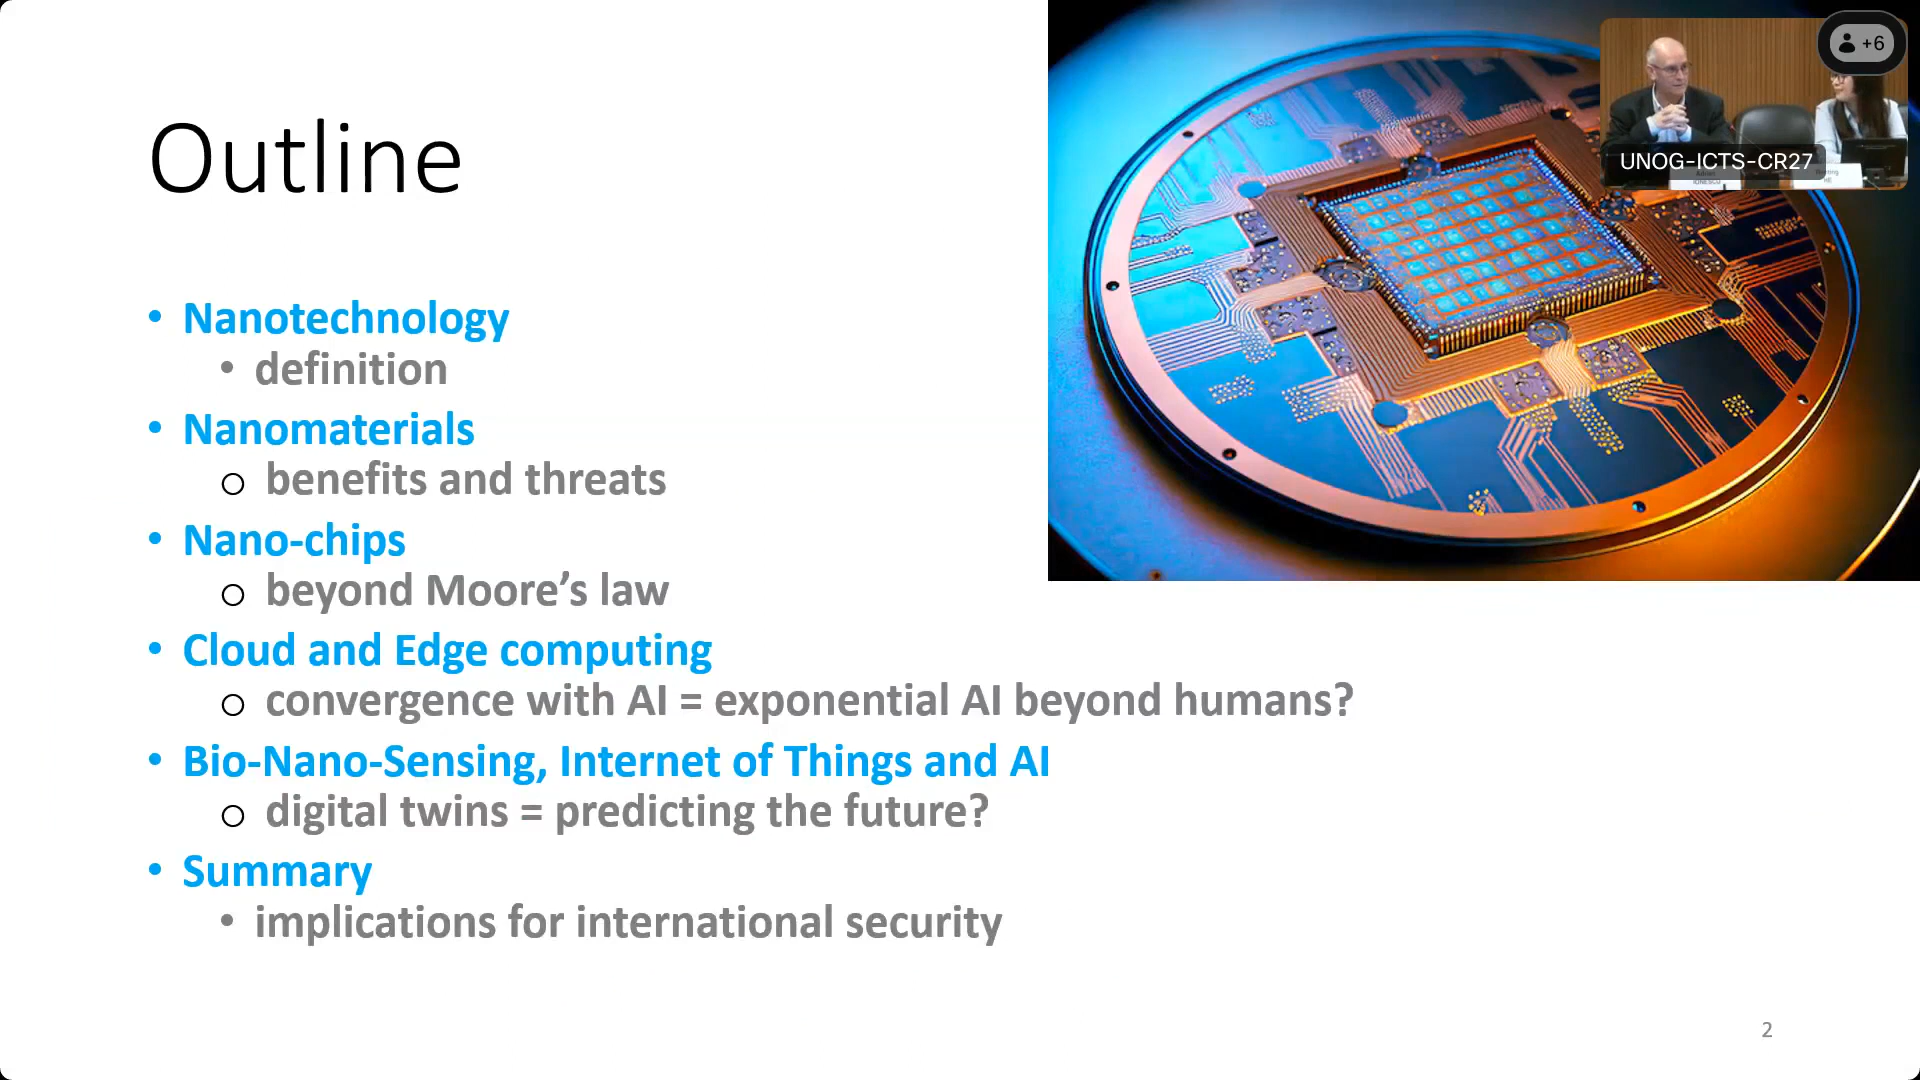 Outline
• Nanotechnology
• definition
• Nanomaterials
o benefits and threats
• Nano-chips
o beyond Moore’s law
• Cloud and Edge computing
o convergence with AI = exponential AI beyond humans?
• Bio-Nano-Sensing, Internet of Things and AI
o digital twins = predicting the future?
• Summary
• implications for international security
+6
UNOG-ICTS-CR27
IONESCU
HE
2